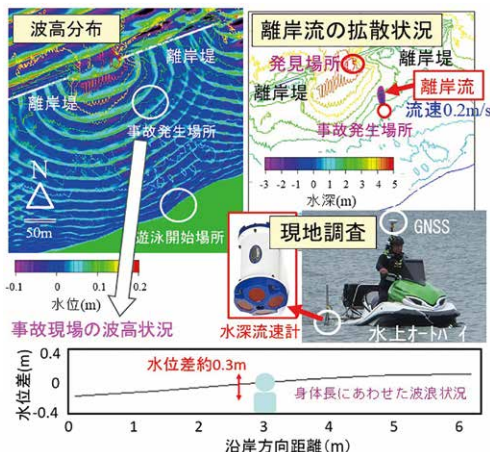 波高分布
離岸堤
離岸堤
事故発生場所
N
50m
遊泳開始場所
-0.1
0
0.1
0.2
水位(m)
事故現場の波高状況
離岸流の拡散状況
発見場所
離岸堤
離岸堤
離岸流
流速0.2m/s
事故発生場所
-3 -2 -1 0 1 2 3 4 5
水深(m)
現地調査
GNSS
水深流速計
水上オートバイ
0.4
0
-0.4
水位差(m)
水位差約0.3m
身体長にあわせた波浪状況
0 1 2 3 4 5 6
沿岸方向距離(m)